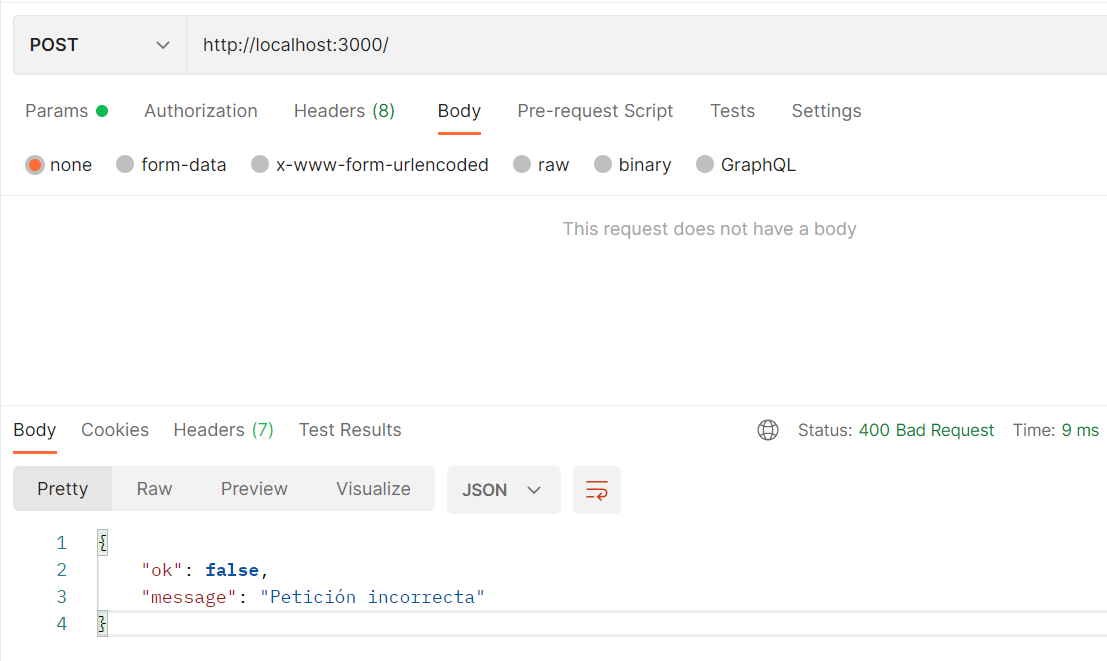 POST http://localhost:3000/
Params Authorization Headers (8) Body Pre-request Script Tests Settings
none form-data x-www-form-urlencoded raw binary GraphQL
This request does not have a body
Body Cookies Headers (7) Test Results Status: 400 Bad Request Time: 9 ms
Pretty Raw Preview Visualize JSON
1 {
2 "ok": false,
3 "message": "Petición incorrecta"
4 }